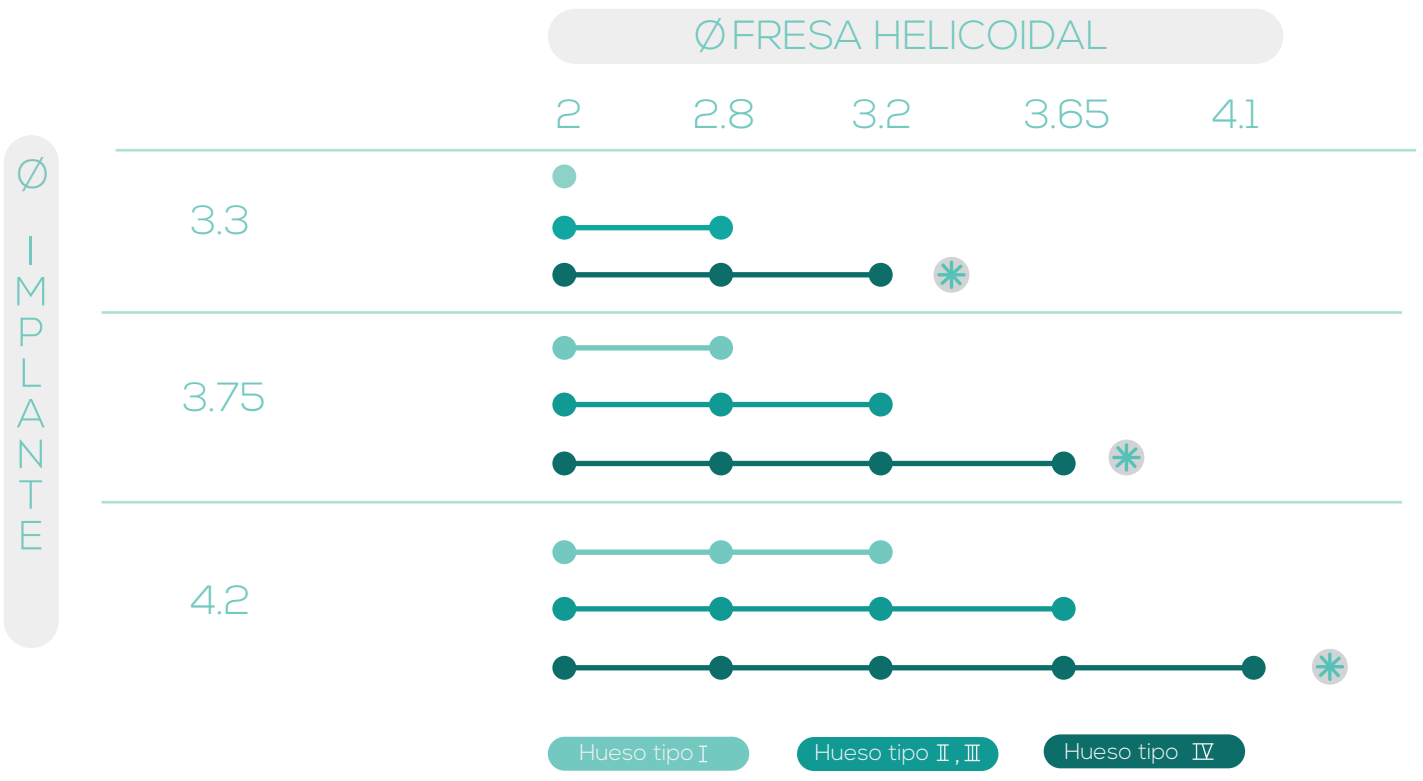 Ø FRESA HELICOIDAL
2 2.8 3.2 3.65 4.1
Ø IMPLANTE
3.3
3.75
4.2
Hueso tipo I
Hueso tipo II , III
Hueso tipo IV